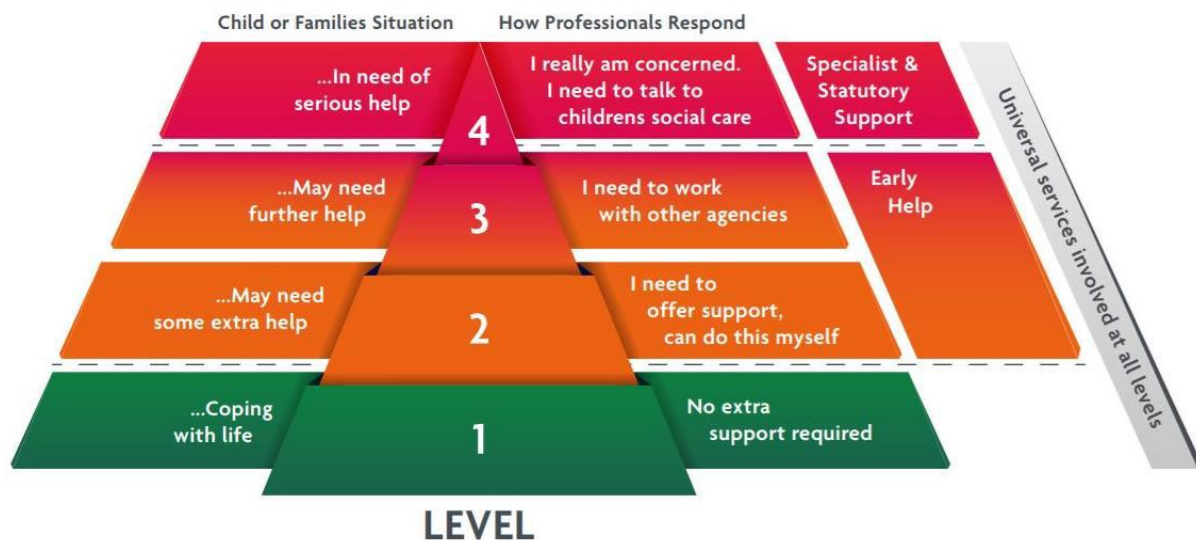 Child or Families Situation
How Professionals Respond
...In need of
serious help
4
I really am concerned.
I need to talk to
childrens social care
Specialist &
Statutory
Support
...May need
further help
3
I need to work
with other agencies
Early
Help
...May need
some extra help
2
I need to
offer support,
can do this myself
...Coping
with life
1
No extra
support required
Universal services involved at all levels
LEVEL